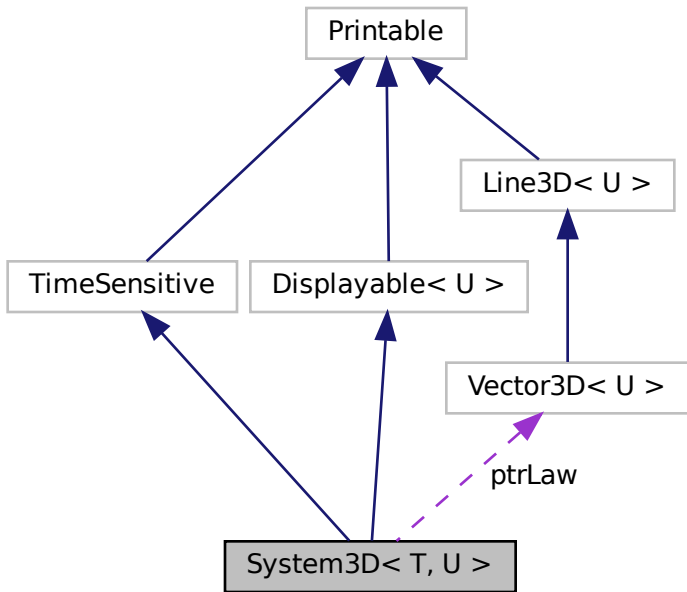 Printable
Line3D< U >
TimeSensitive
Displayable< U >
Vector3D< U >
ptrLaw
System3D< T, U >